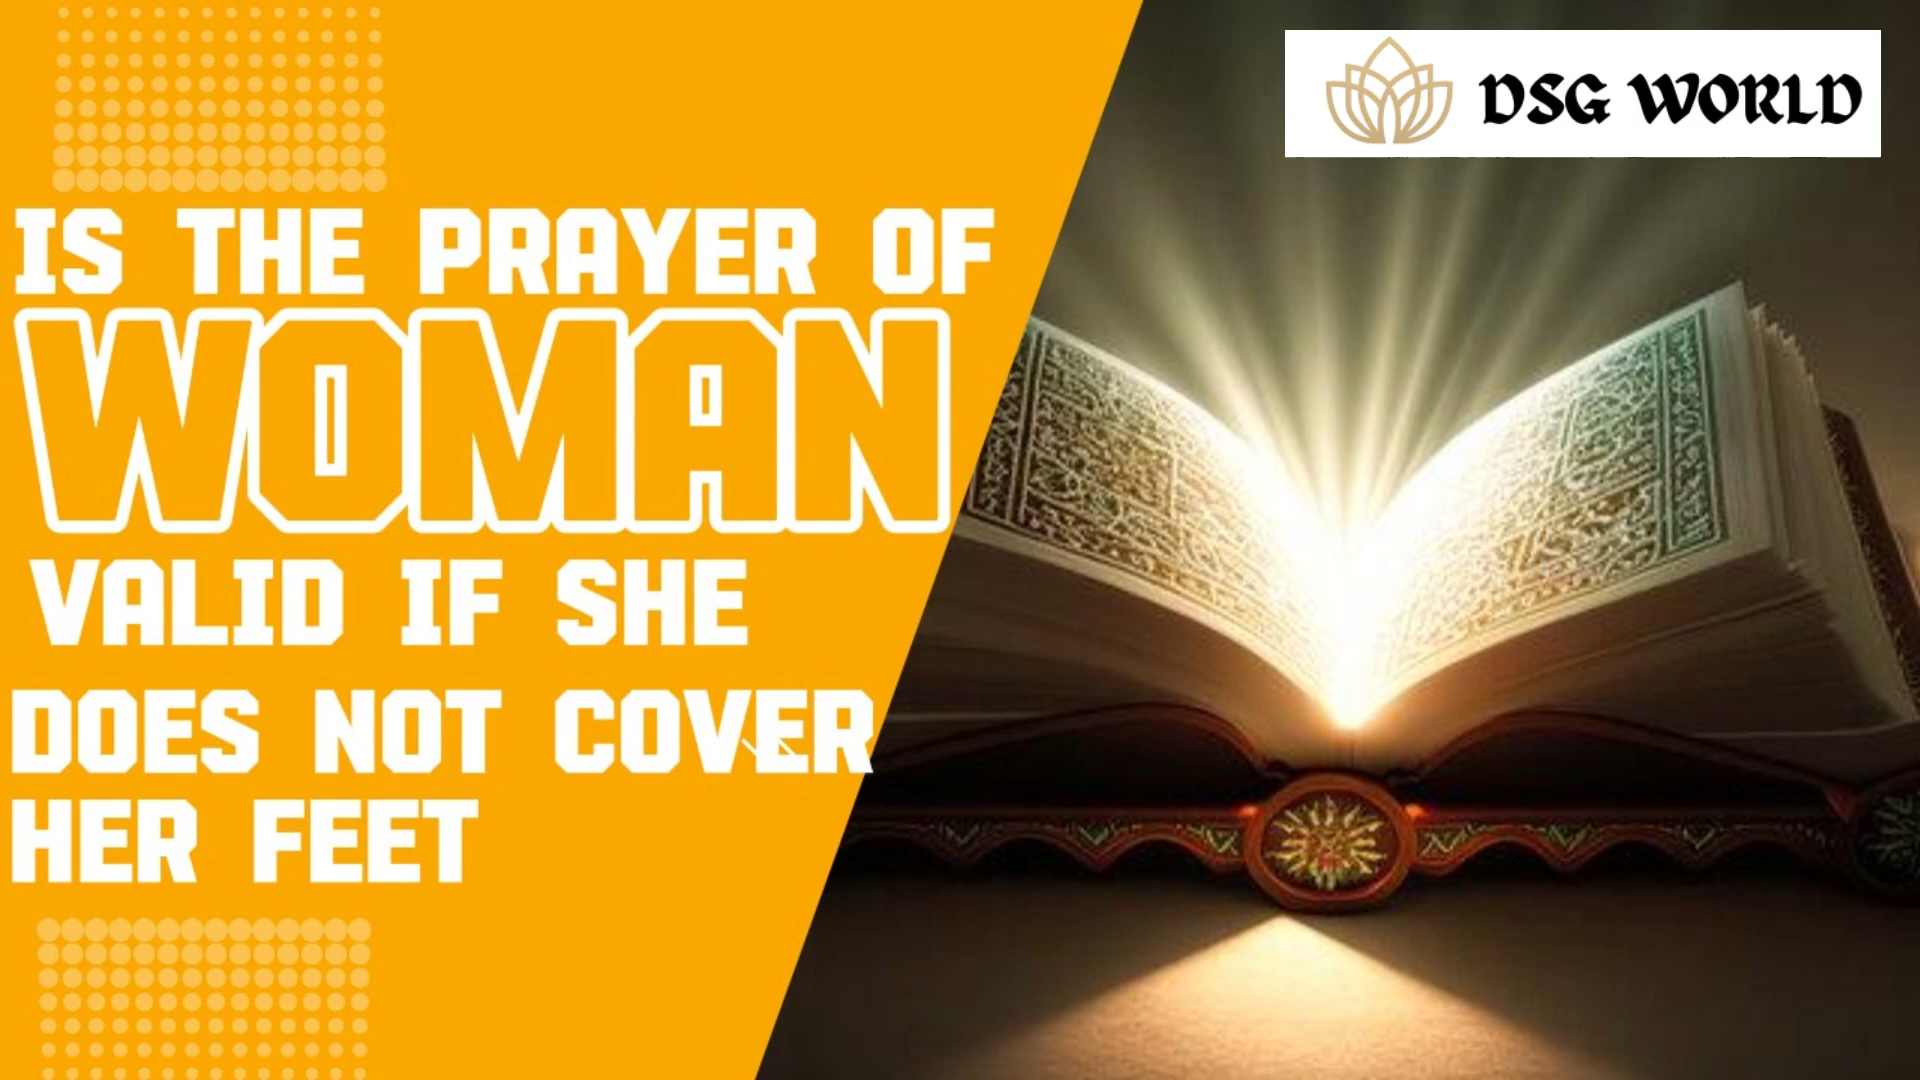 DSG WORLD
IS THE PRAYER OF
WOMAN
VALID IF SHE
DOES NOT COVER
HER FEET